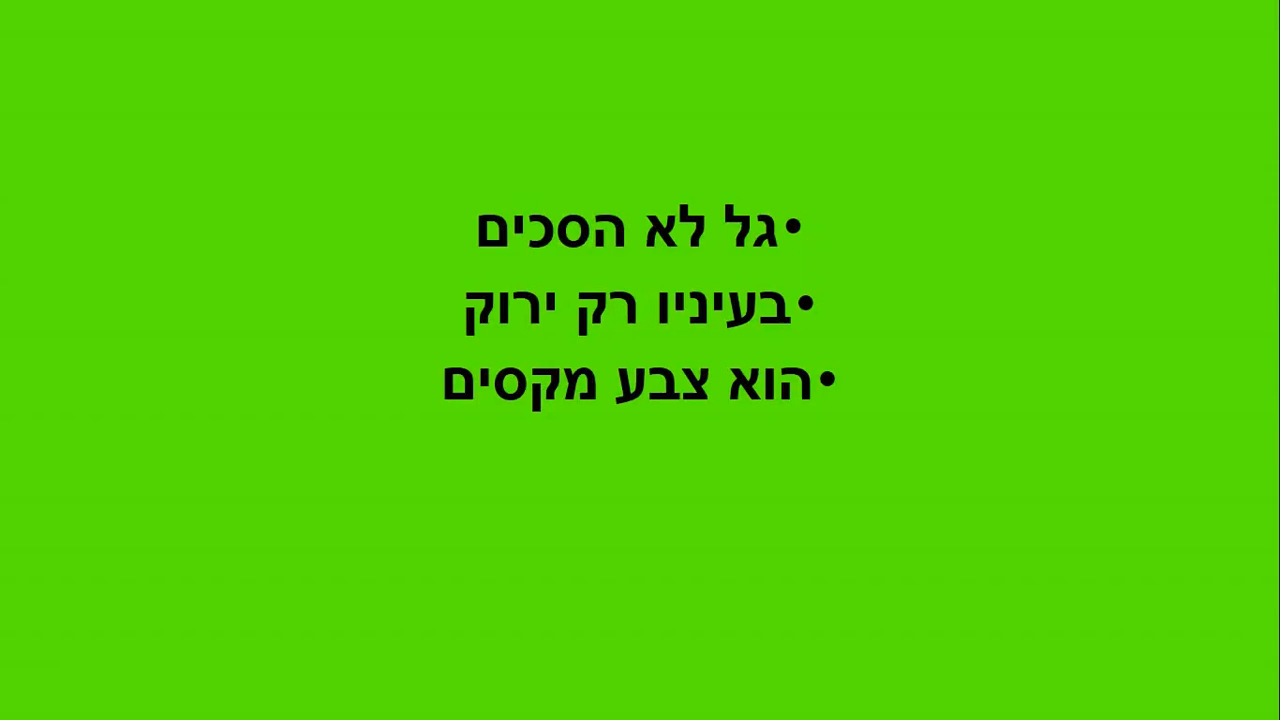 •גל לא הסכים
•בעיניו רק ירוק
•הוא צבע מקסים